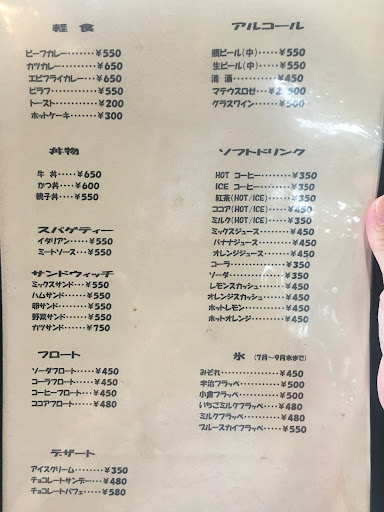 軽食
ビーフカレー‥‥‥¥550
カツカレー‥‥‥‥¥650
エビフライカレー‥‥¥650
ピラフ‥‥‥‥‥¥550
トースト‥‥‥‥‥¥200
ホットケーキ‥‥‥¥300
丼物
牛 丼‥‥¥650
かつ丼‥‥¥600
親子丼‥‥¥550
スパゲティー
イタリアン‥‥¥550
ミートソース‥‥¥550
サンドウィッチ
ミックスサンド‥‥¥550
ハムサンド‥‥‥¥550
卵サンド‥‥‥‥¥550
野菜サンド‥‥‥¥550
カツサンド‥‥‥¥750
フロート
ソーダフロート‥‥¥450
コーラフロート‥‥¥450
コーヒーフロート‥‥¥450
ココアフロート‥‥¥480
デザート
アイスクリーム‥‥‥‥¥350
チョコレートサンデー‥‥¥480
チョコレートパフェ‥‥‥¥580
アルコール
瓶ビール(中)‥‥‥¥550
生ビール(中)‥‥‥¥550
清 酒‥‥‥‥‥‥¥450
マテウスロゼ‥‥‥
グラスワイン‥‥‥¥500
ソフトドリンク
HOT コーヒー‥‥‥‥¥350
ICE コーヒー‥‥‥‥¥350
紅茶(HOT/ICE)‥‥‥¥350
ココア(HOT/ICE)‥‥‥¥450
ミルク(HOT/ICE)‥‥‥¥350
ミックスジュース‥‥‥¥450
バナナジュース‥‥‥‥¥450
オレンジジュース‥‥‥¥450
コーラ‥‥‥‥‥‥‥¥350
ソーダ‥‥‥‥‥‥‥¥350
レモンスカッシュ‥‥‥¥450
オレンジスカッシュ‥‥¥450
ホットレモン‥‥‥‥¥450
ホットオレンジ‥‥‥¥450
氷 (7月〜9月末まで)
みぞれ‥‥‥‥‥‥‥¥450
宇治フラッペ‥‥‥‥¥500
小倉フラッペ‥‥‥‥¥500
いちごミルクフラッペ‥‥¥480
ミルクフラッペ‥‥‥‥¥480
ブルースカイフラッペ‥‥¥550